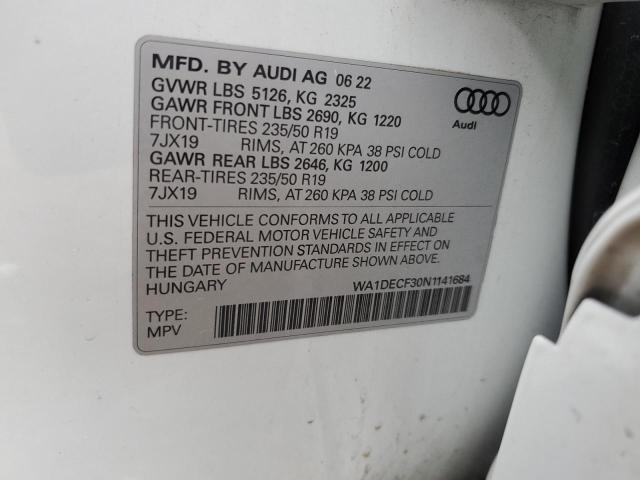 MFD. BY AUDI AG 06 22
GVWR LBS 5126, KG 2325
GAWR FRONT LBS 2690, KG 1220
FRONT-TIRES 235/50 R19
7JX19 RIMS, AT 260 KPA 38 PSI COLD
GAWR REAR LBS 2646, KG 1200
REAR-TIRES 235/50 R19
7JX19 RIMS, AT 260 KPA 38 PSI COLD
Audi
THIS VEHICLE CONFORMS TO ALL APPLICABLE
U.S. FEDERAL MOTOR VEHICLE SAFETY AND
THEFT PREVENTION STANDARDS IN EFFECT ON
THE DATE OF MANUFACTURE SHOWN ABOVE.
HUNGARY WA1DECF30N1141684
TYPE:
MPV